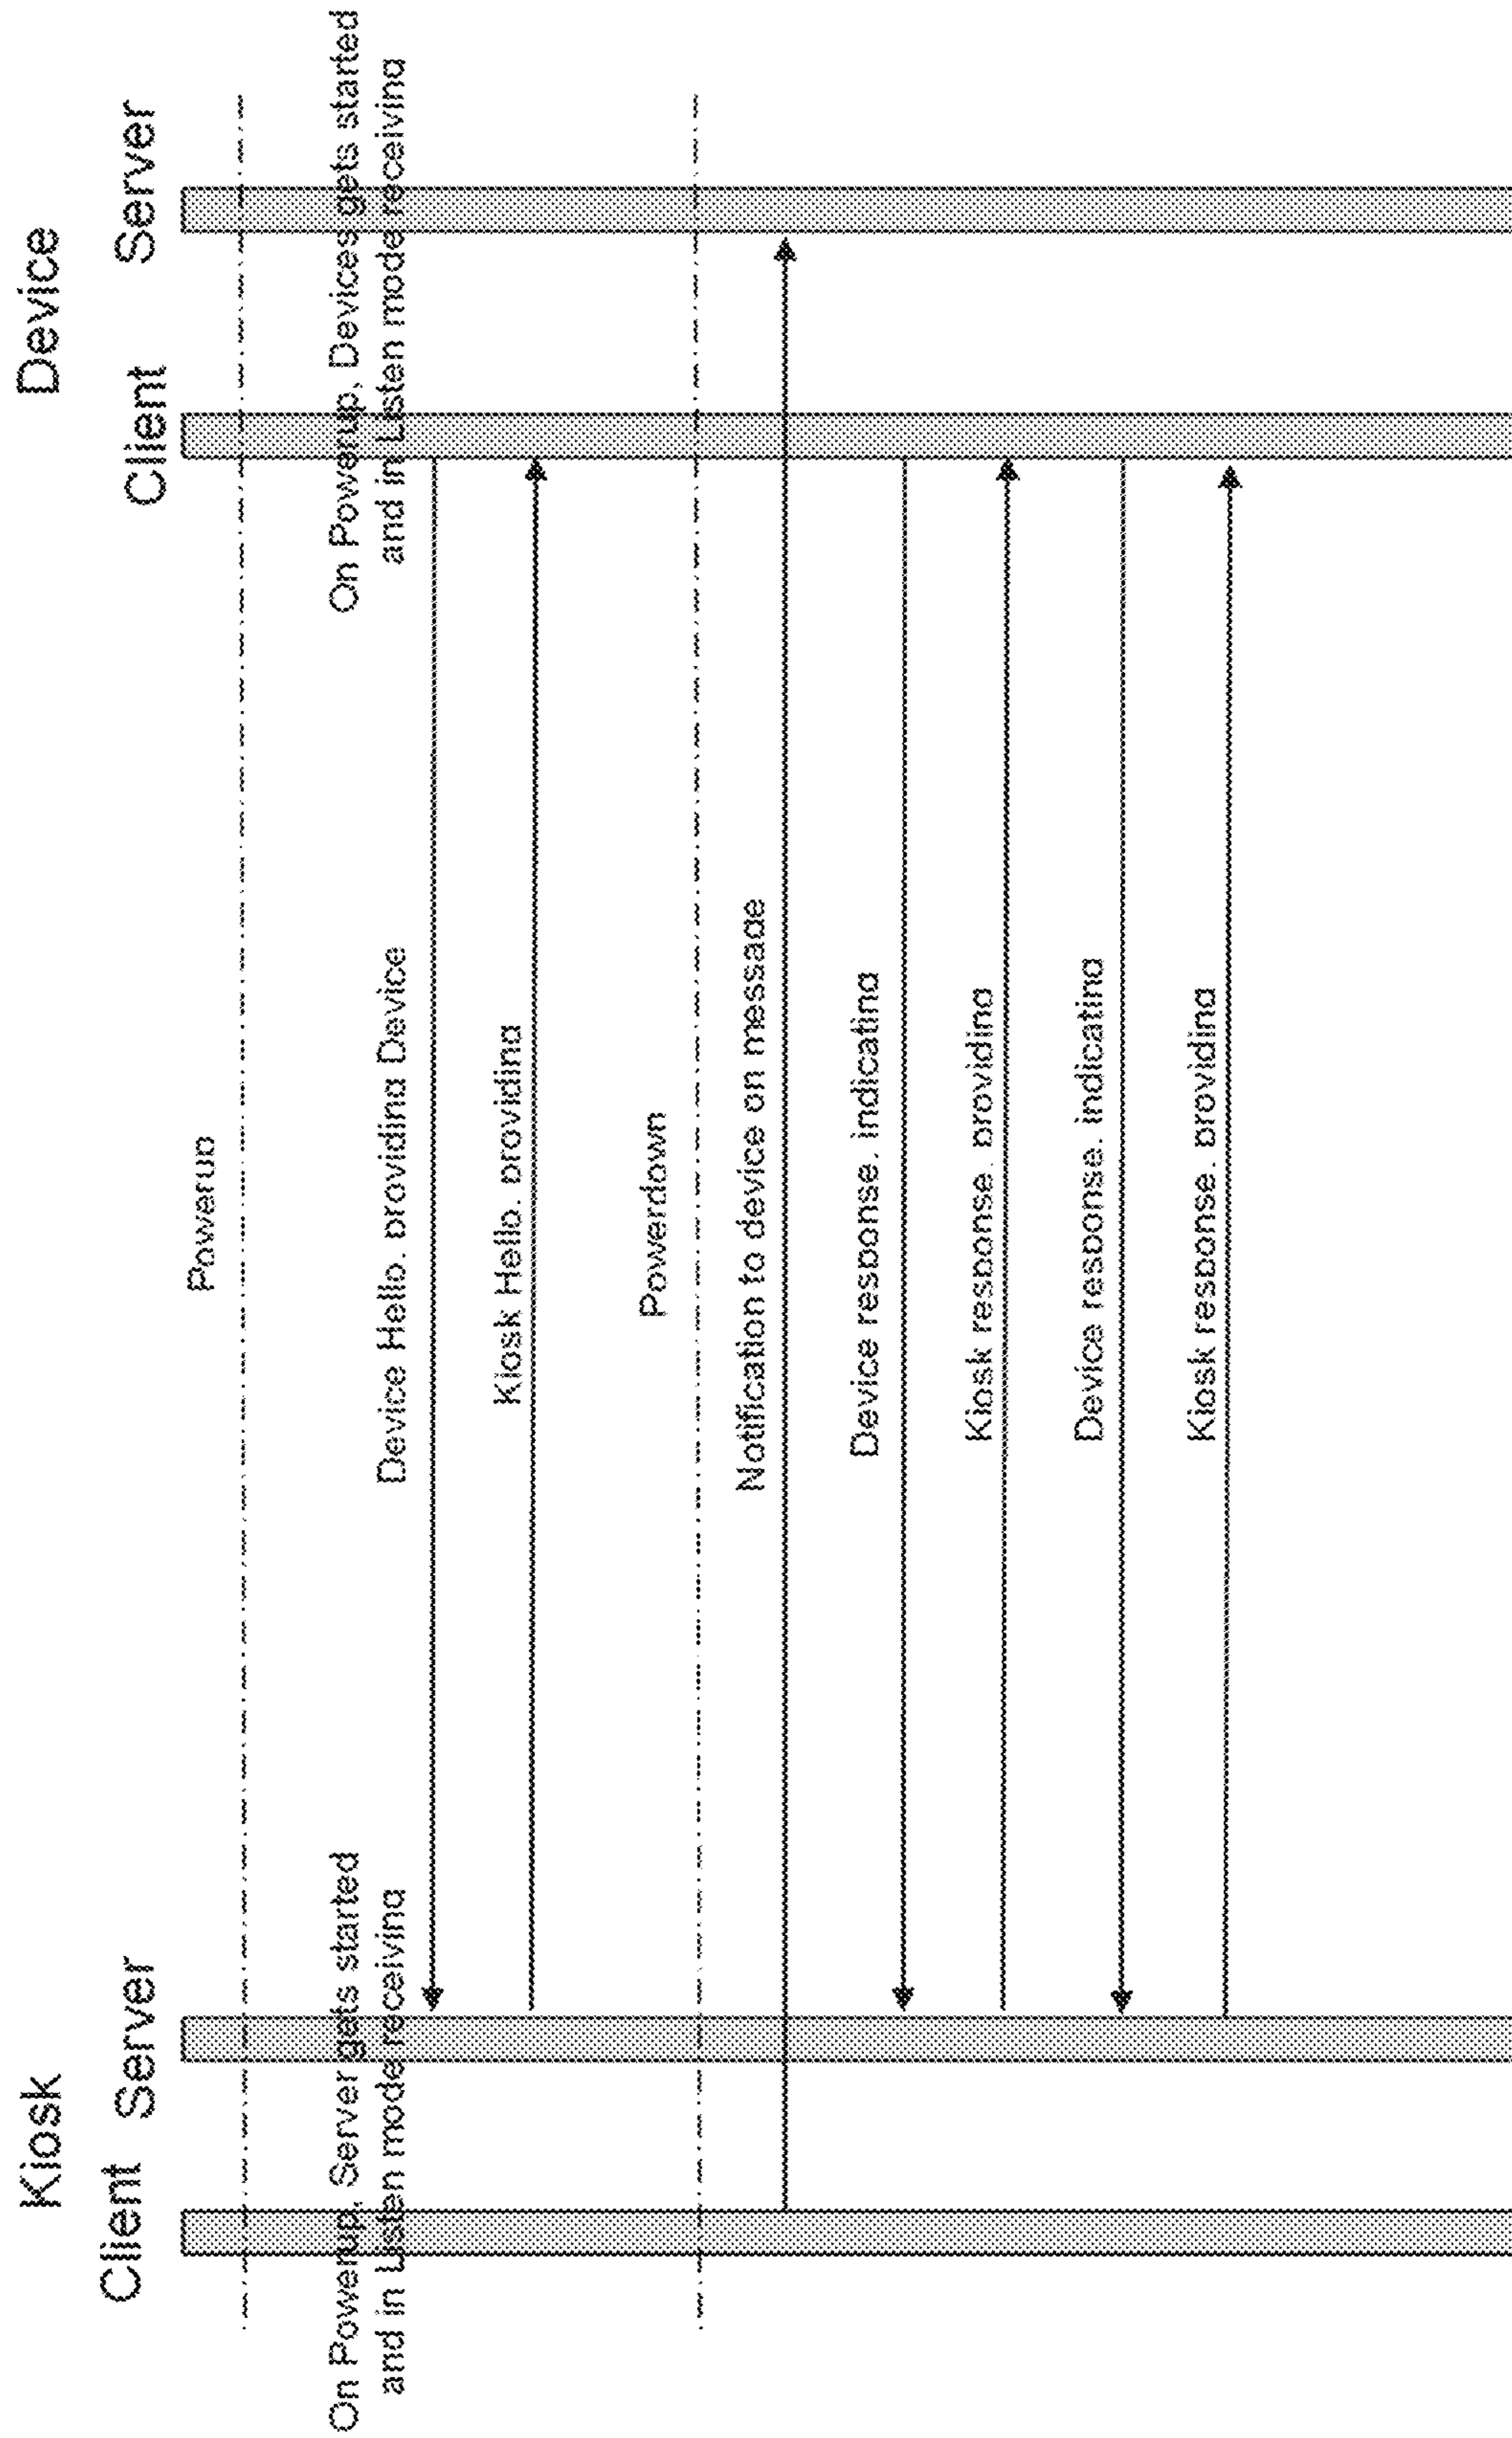 Kiosk
Device
Client
Server
Client
Server
Powerup
On Powerup, Server gets started
and in Listen mode receiving
On Powerup, Devices gets started
and in Listen mode receiving
Device Hello, providing Device
Kiosk Hello, providing
Powerdown
Notification to device on message
Device response, indicating
Kiosk response, providing
Device response, indicating
Kiosk response, providing